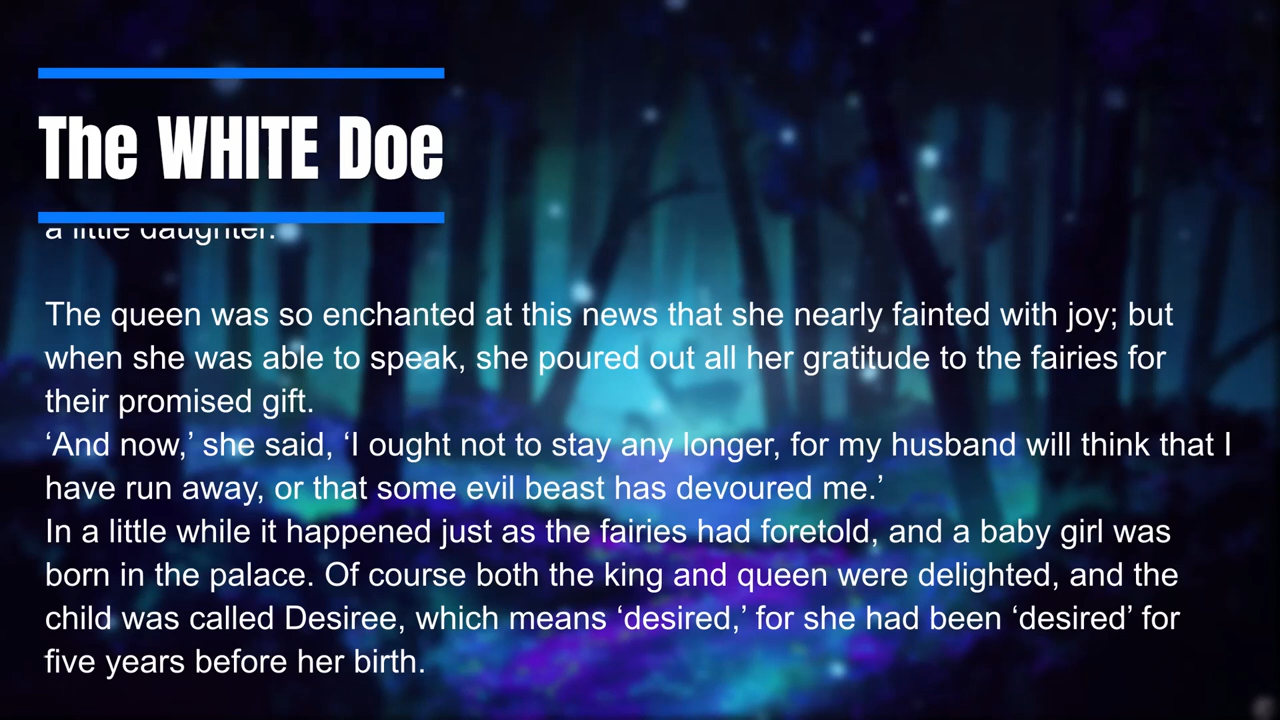 The WHITE Doe
a little daughter.
The queen was so enchanted at this news that she nearly fainted with joy; but
when she was able to speak, she poured out all her gratitude to the fairies for
their promised gift.
‘And now,’ she said, ‘I ought not to stay any longer, for my husband will think that I
have run away, or that some evil beast has devoured me.’
In a little while it happened just as the fairies had foretold, and a baby girl was
born in the palace. Of course both the king and queen were delighted, and the
child was called Desiree, which means ‘desired,’ for she had been ‘desired’ for
five years before her birth.